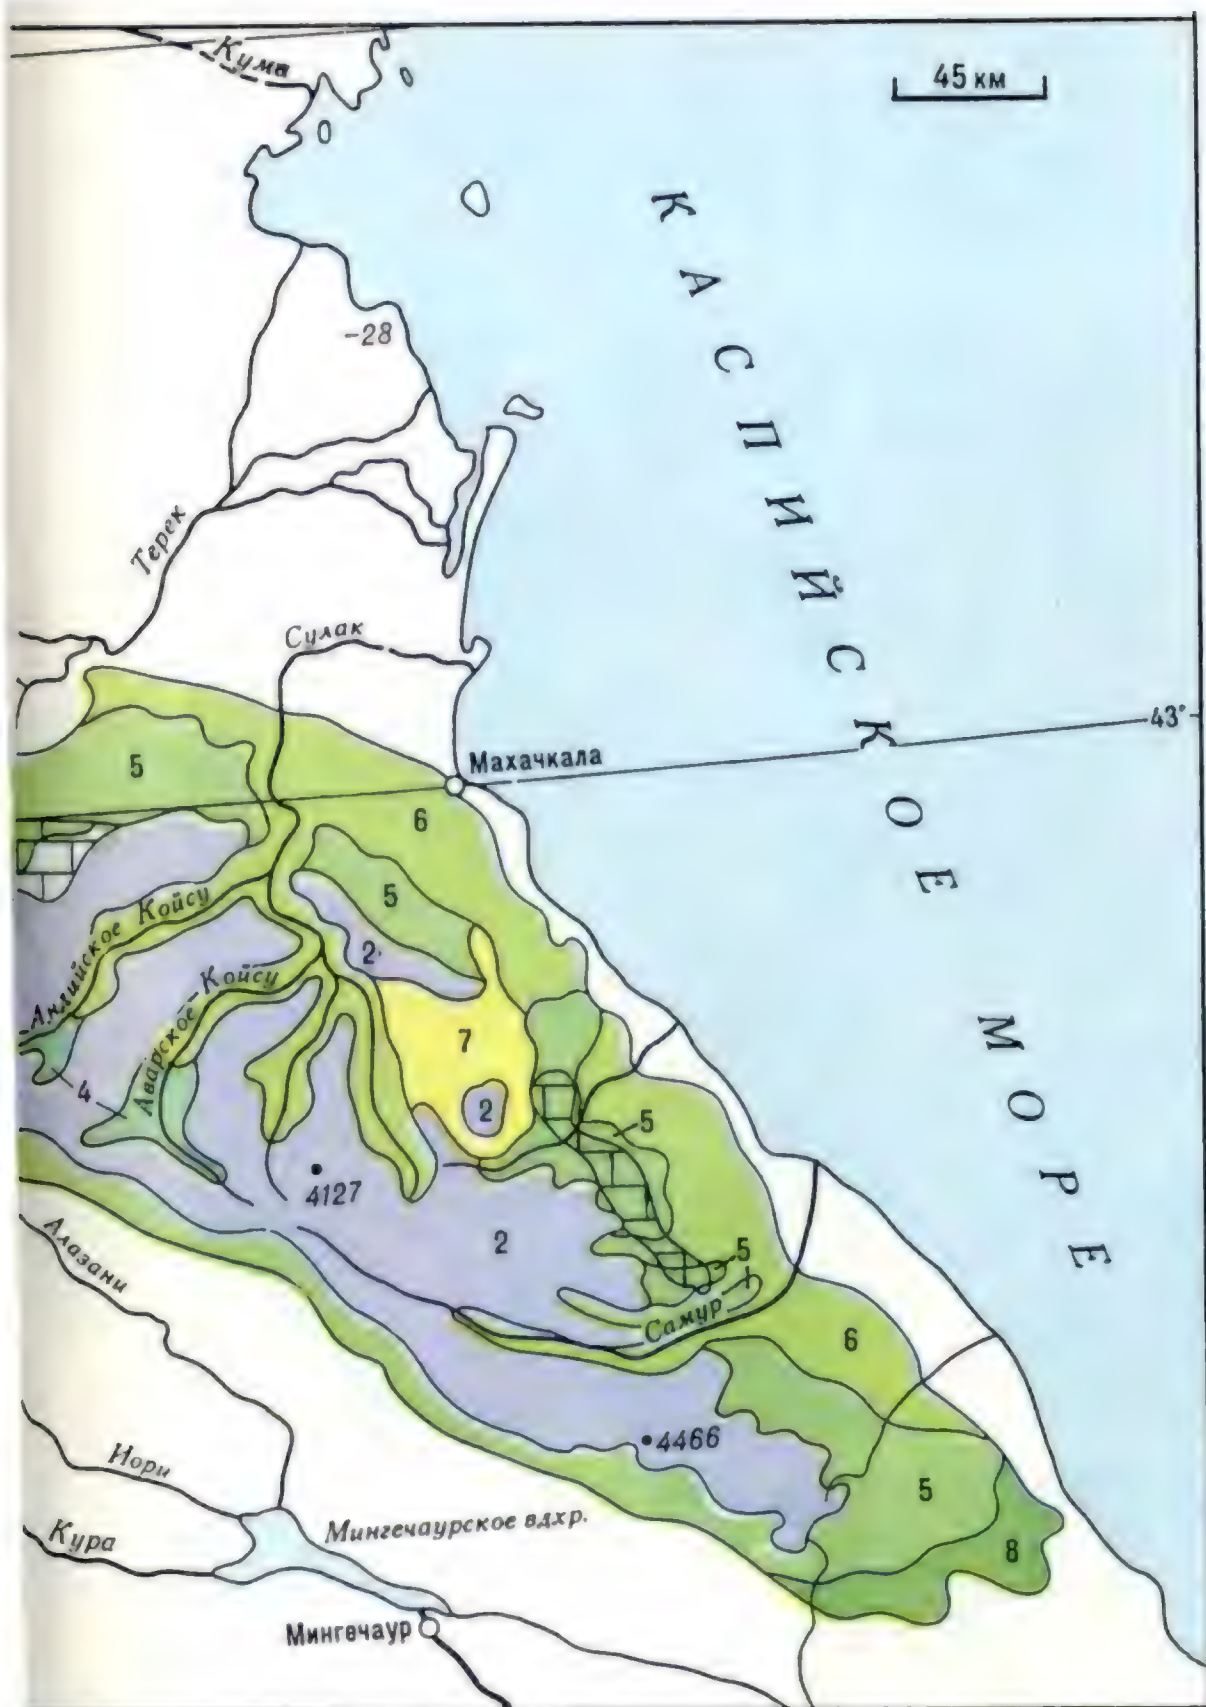 Кума
45 км
КАСПИЙСКОЕ МОРЕ
-28
Терек
Сулак
43°
Махачкала
5
6
5
Андийское Койсу
2
Аварское Койсу
7
4
2
5
4127
2
5
Алазани
Самур
6
4466
Иори
5
Мингечаурское вдхр.
Кура
8
Мингечаур